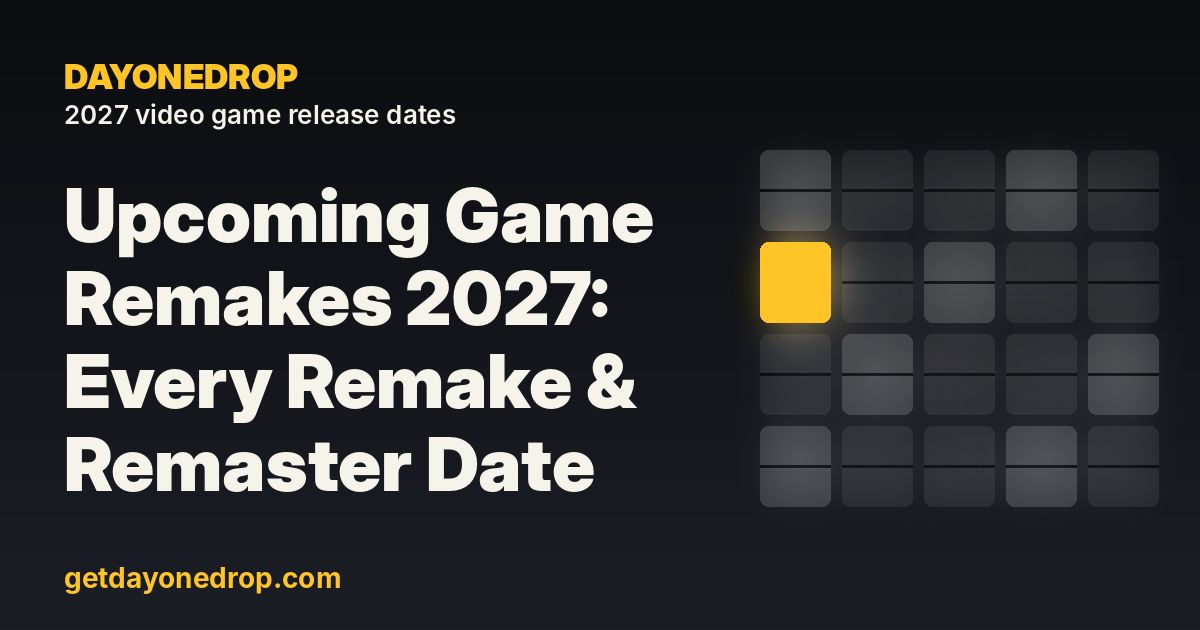 DAYONEDROP
2027 video game release dates
Upcoming Game
Remakes 2027:
Every Remake &
Remaster Date
getdayonedrop.com